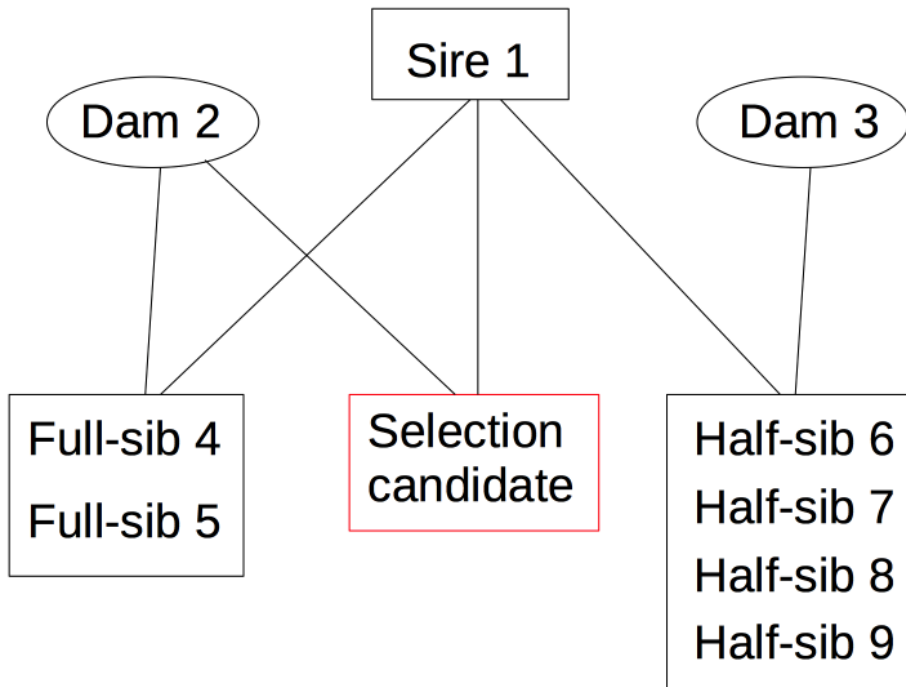 Sire 1
Dam 2
Dam 3
Full-sib 4
Full-sib 5
Selection
candidate
Half-sib 6
Half-sib 7
Half-sib 8
Half-sib 9